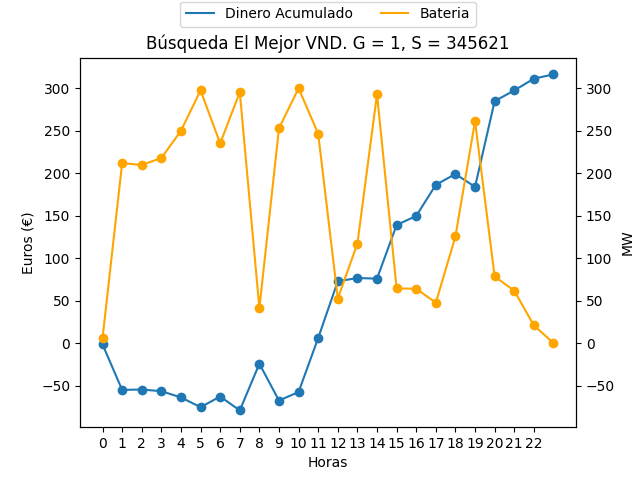 Dinero Acumulado Bateria
Búsqueda El Mejor VND. G = 1, S = 345621
300 300
250 250
200 200
150 150
100 100
50 50
0 0
−50 −50
Euros (€)
MW
0 1 2 3 4 5 6 7 8 9 10 11 12 13 14 15 16 17 18 19 20 21 22
Horas